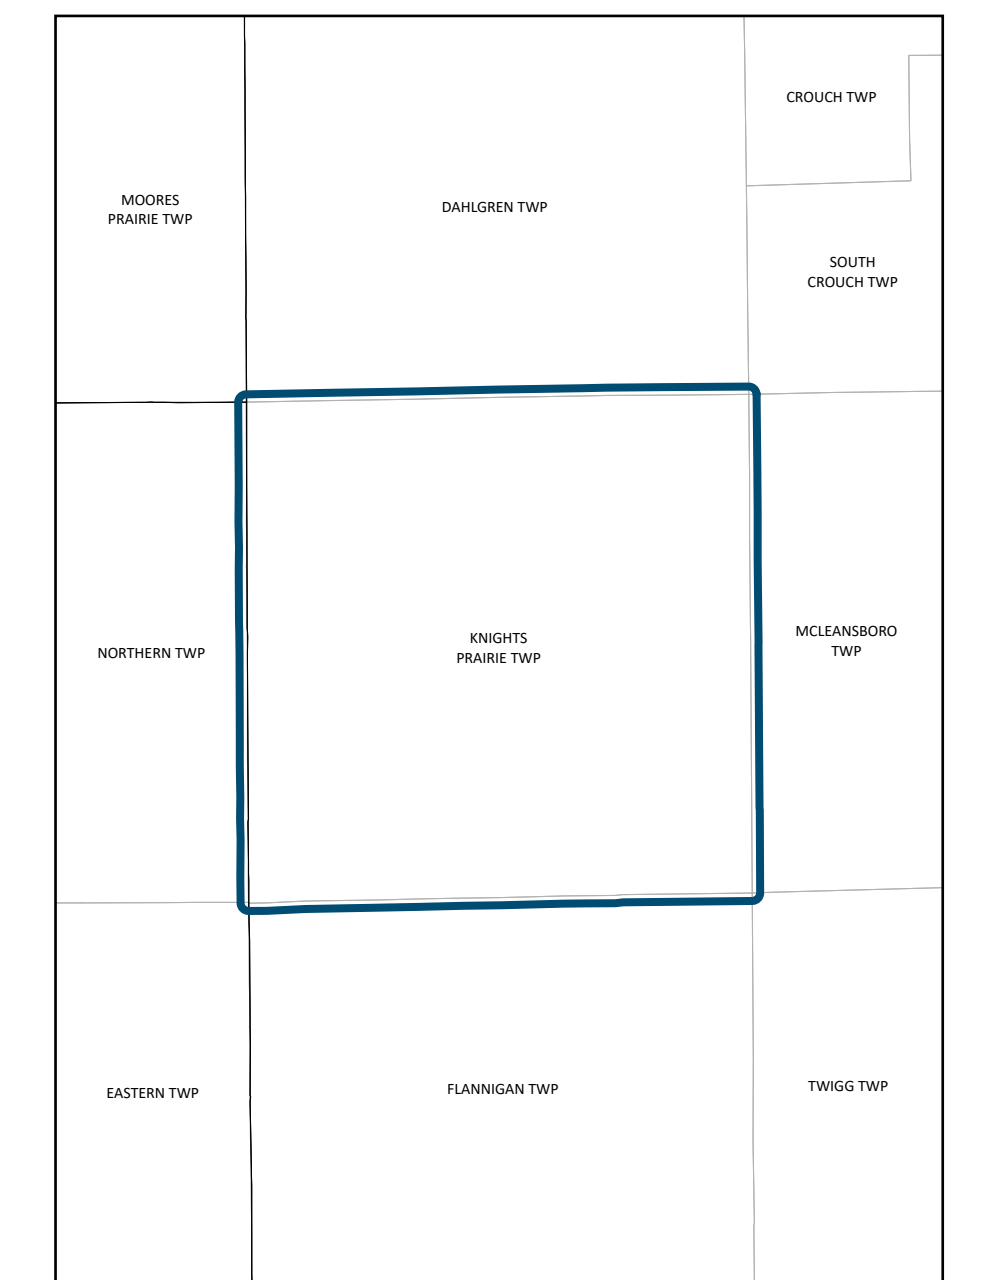 CROUCH TWP
MOORES
PRAIRIE TWP
DAHLGREN TWP
SOUTH
CROUCH TWP
NORTHERN TWP
KNIGHTS
PRAIRIE TWP
MCLEANSBORO
TWP
EASTERN TWP
FLANNIGAN TWP
TWIGG TWP